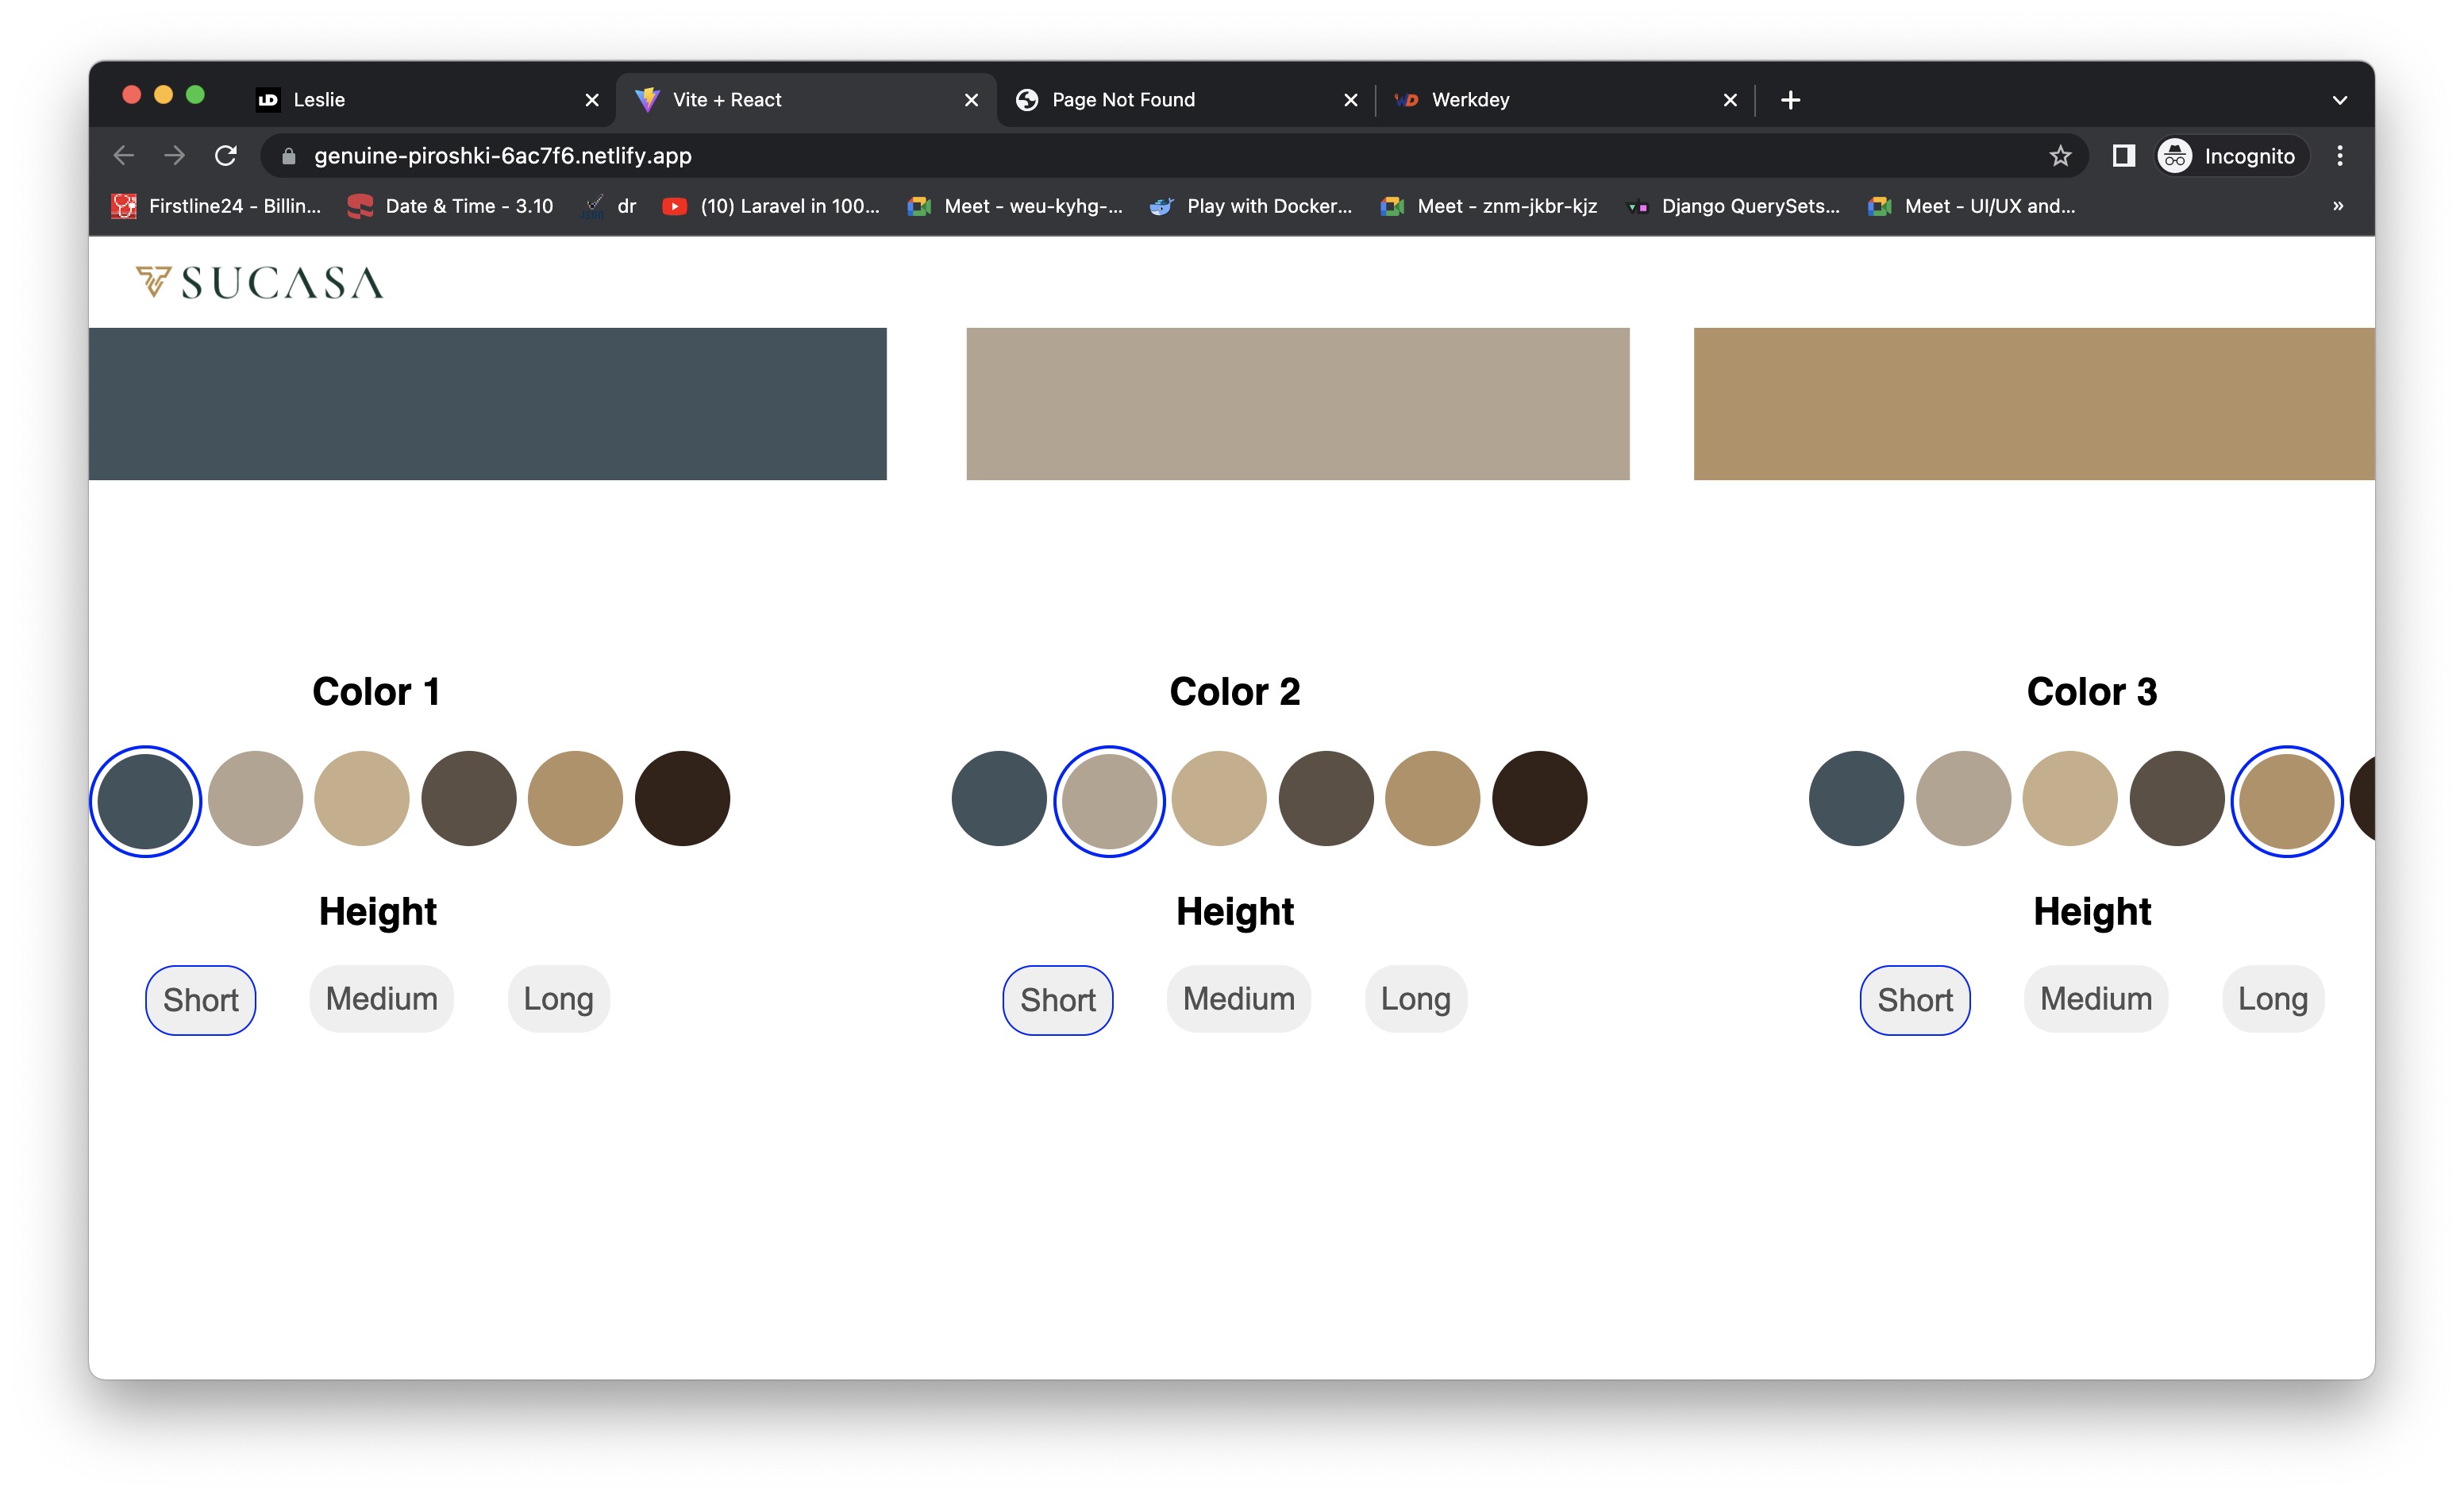 Leslie
Vite + React
Page Not Found
WD Werkdey
genuine-piroshki-6ac7f6.netlify.app
Incognito
Firstline24 - Billin...
Date & Time - 3.10
dr
(10) Laravel in 100...
Meet - weu-kyhg-...
Play with Docker...
Meet - znm-jkbr-kjz
Django QuerySets...
Meet - UI/UX and...
»
SUCASA
Color 1
Color 2
Color 3
Height
Height
Height
Short Medium Long
Short Medium Long
Short Medium Long